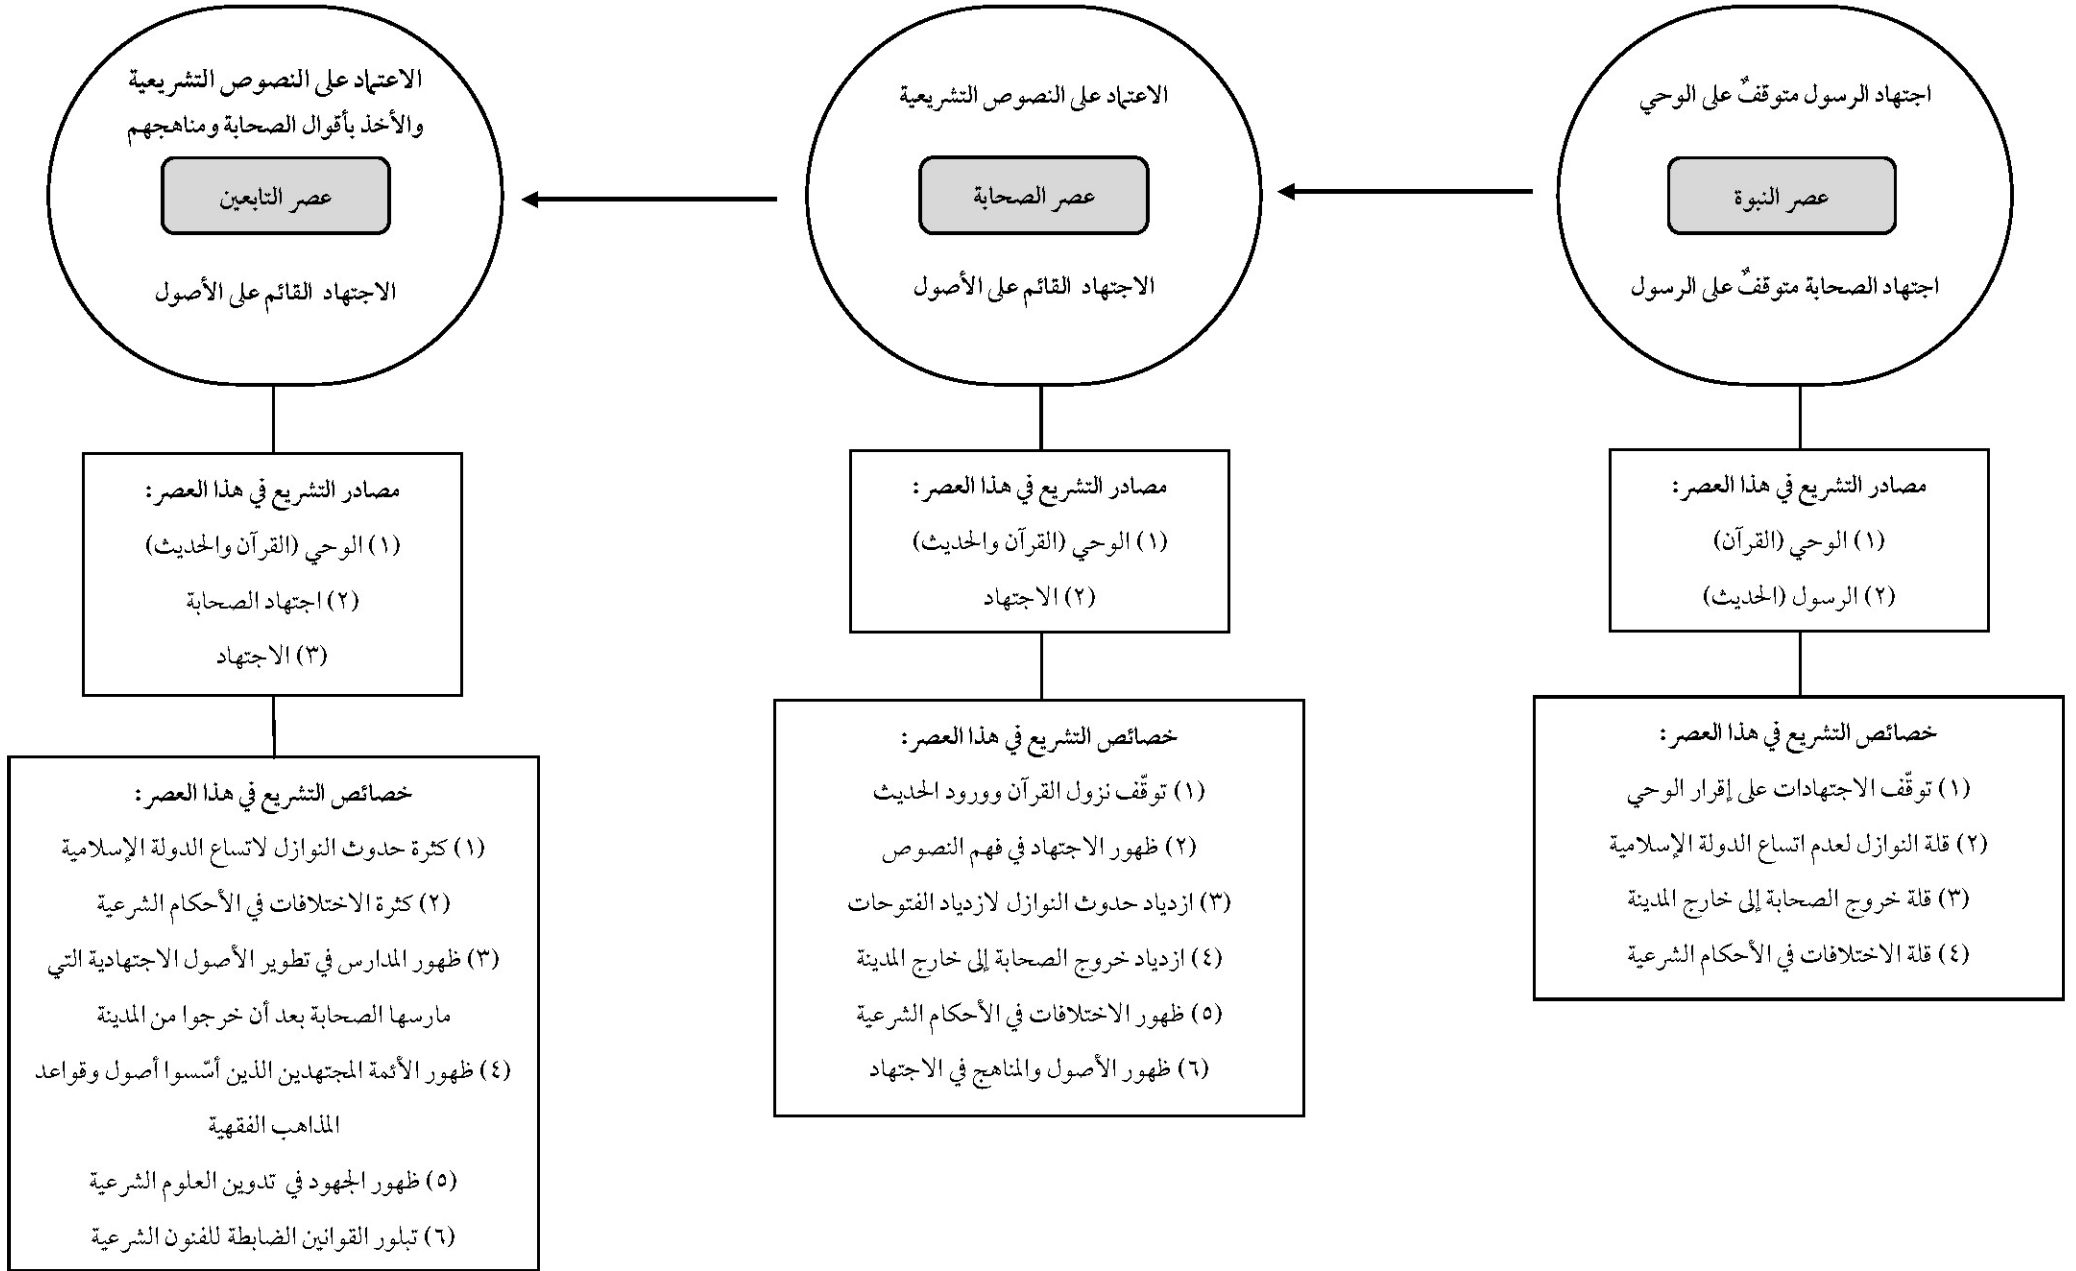 اجتهاد الرسول متوقفٌ على الوحي
عصر النبوة
اجتهاد الصحابة متوقفٌ على الرسول
مصادر التشريع في هذا العصر:
(١) الوحي (القرآن)
(٢) الرسول (الحديث)
خصائص التشريع في هذا العصر:
(١) توقّف الاجتهادات على إقرار الوحي
(٢) قلة النوازل لعدم اتساع الدولة الإسلامية
(٣) قلة خروج الصحابة إلى خارج المدينة
(٤) قلة الاختلافات في الأحكام الشرعية
الاعتماد على النصوص التشريعية
عصر الصحابة
الاجتهاد القائم على الأصول
مصادر التشريع في هذا العصر:
(١) الوحي (القرآن والحديث)
(٢) الاجتهاد
خصائص التشريع في هذا العصر:
(١) توقّف نزول القرآن وورود الحديث
(٢) ظهور الاجتهاد في فهم النصوص
(٣) ازدياد حدوث النوازل لازدياد الفتوحات
(٤) ازدياد خروج الصحابة إلى خارج المدينة
(٥) ظهور الاختلافات في الأحكام الشرعية
(٦) ظهور الأصول والمناهج في الاجتهاد
الاعتماد على النصوص التشريعية
والأخذ بأقوال الصحابة ومناهجهم
عصر التابعين
الاجتهاد القائم على الأصول
مصادر التشريع في هذا العصر:
(١) الوحي (القرآن والحديث)
(٢) اجتهاد الصحابة
(٣) الاجتهاد
خصائص التشريع في هذا العصر:
(١) كثرة حدوث النوازل لاتساع الدولة الإسلامية
(٢) كثرة الاختلافات في الأحكام الشرعية
(٣) ظهور المدارس في تطوير الأصول الاجتهادية التي
مارسها الصحابة بعد أن خرجوا من المدينة
(٤) ظهور الأئمة المجتهدين الذين أسّسوا أصول وقواعد
المذاهب الفقهية
(٥) ظهور الجهود في تدوين العلوم الشرعية
(٦) تبلور القوانين الضابطة للفنون الشرعية